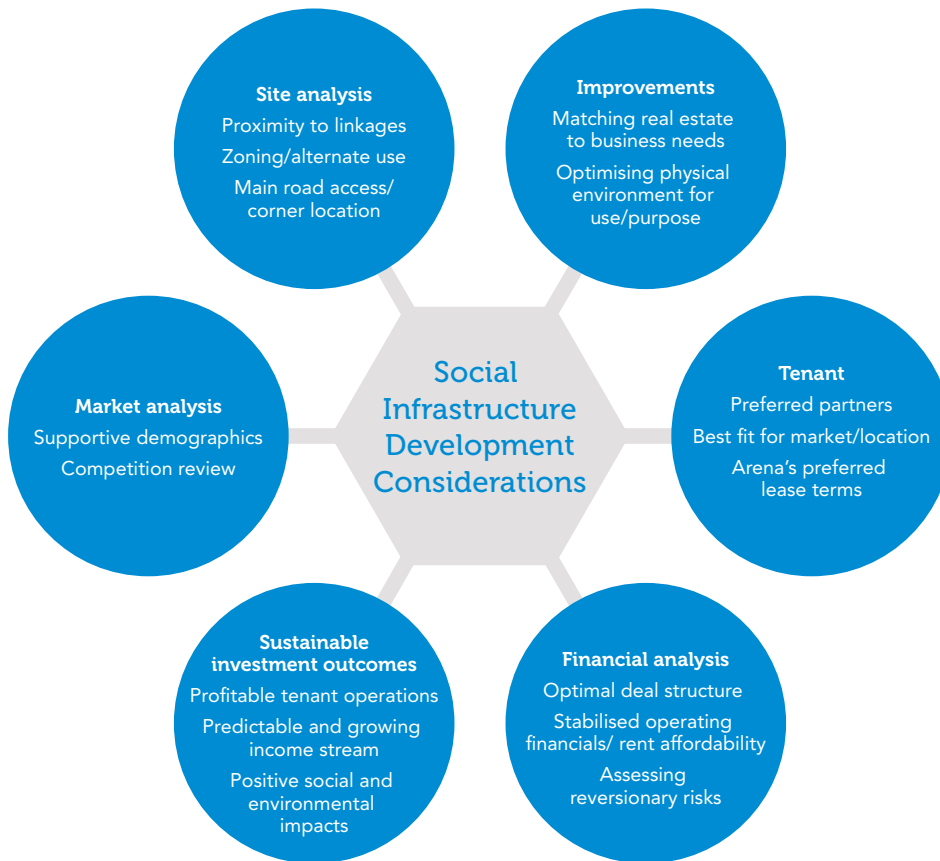 Site analysis
Proximity to linkages
Zoning/alternate use
Main road access/
corner location
Improvements
Matching real estate
to business needs
Optimising physical
environment for
use/purpose
Market analysis
Supportive demographics
Competition review
Social
Infrastructure
Development
Considerations
Tenant
Preferred partners
Best fit for market/location
Arena's preferred
lease terms
Sustainable
investment outcomes
Profitable tenant operations
Predictable and growing
income stream
Positive social and
environmental
impacts
Financial analysis
Optimal deal structure
Stabilised operating
financials/ rent affordability
Assessing
reversionary risks